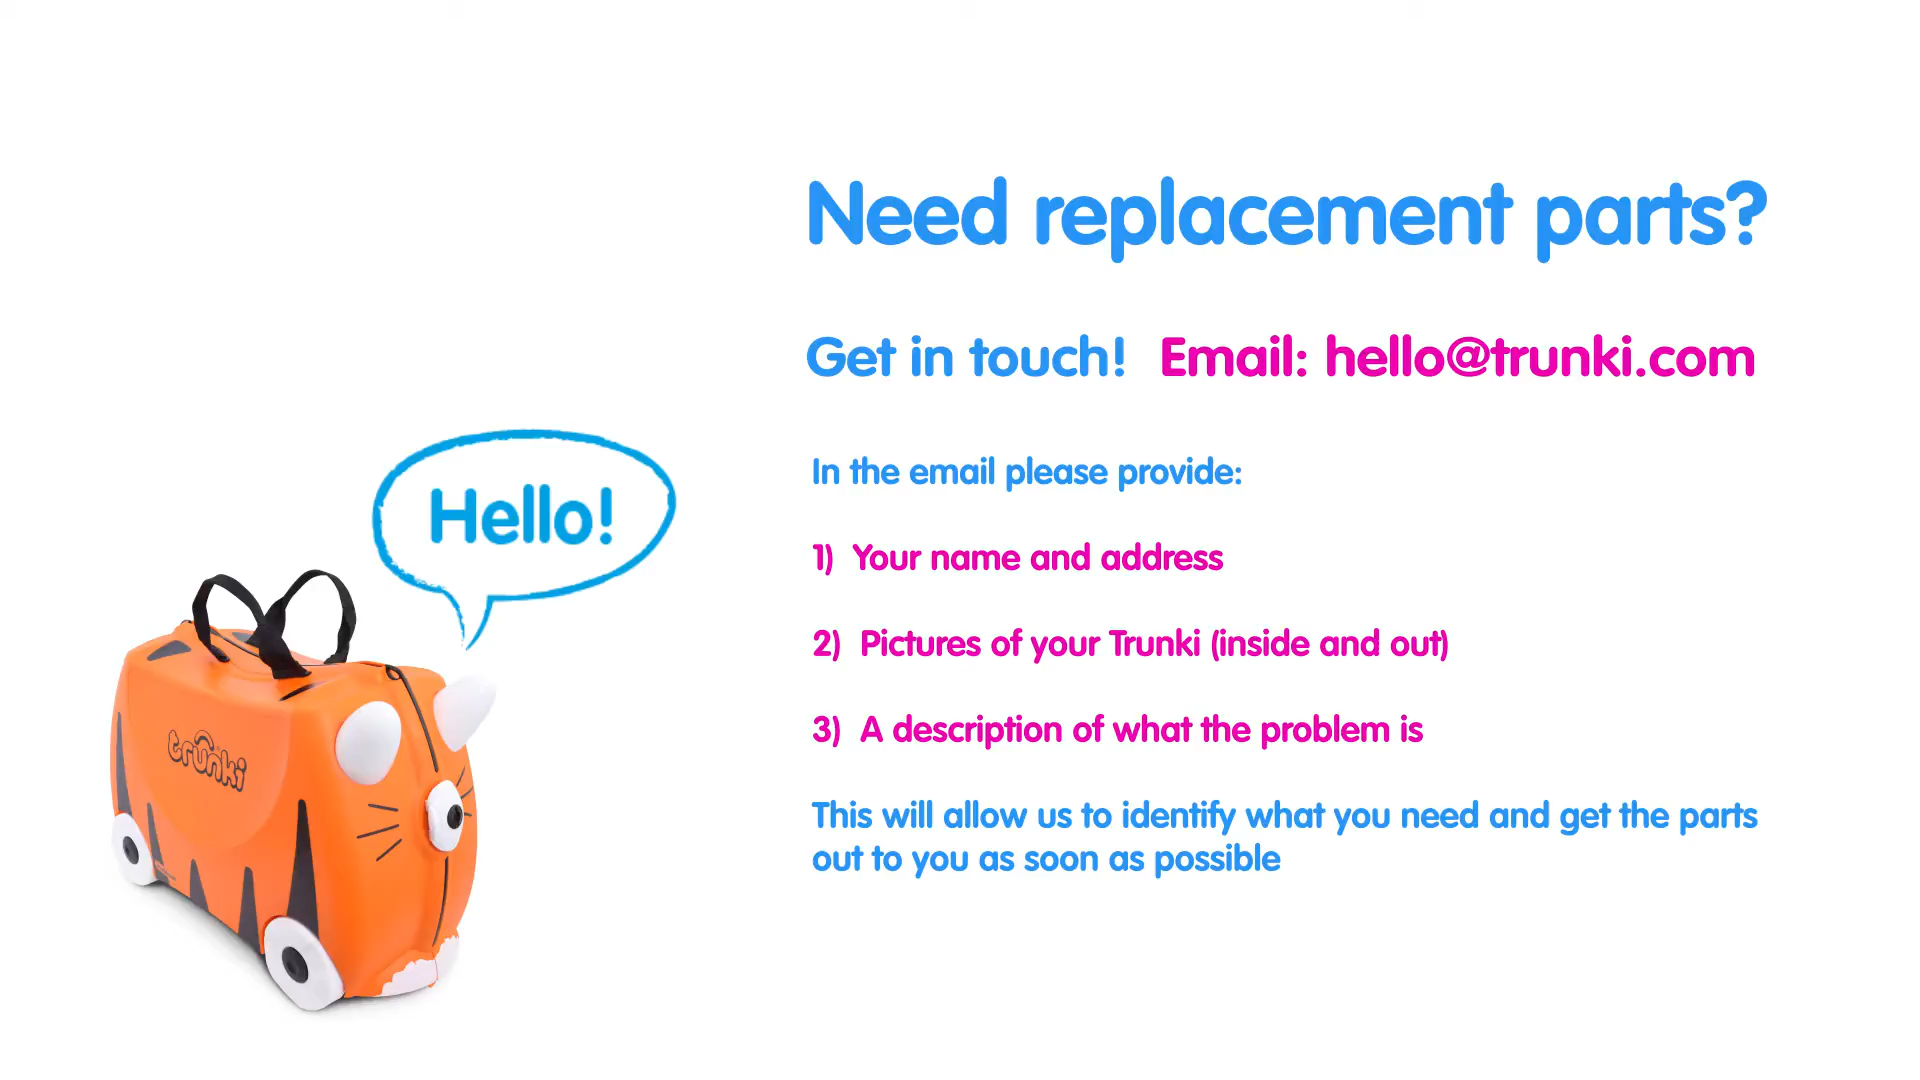 Need replacement parts?
Get in touch! Email: hello@trunki.com
In the email please provide:
Hello!
1) Your name and address
2) Pictures of your Trunki (inside and out)
3) A description of what the problem is
trunki
This will allow us to identify what you need and get the parts
out to you as soon as possible